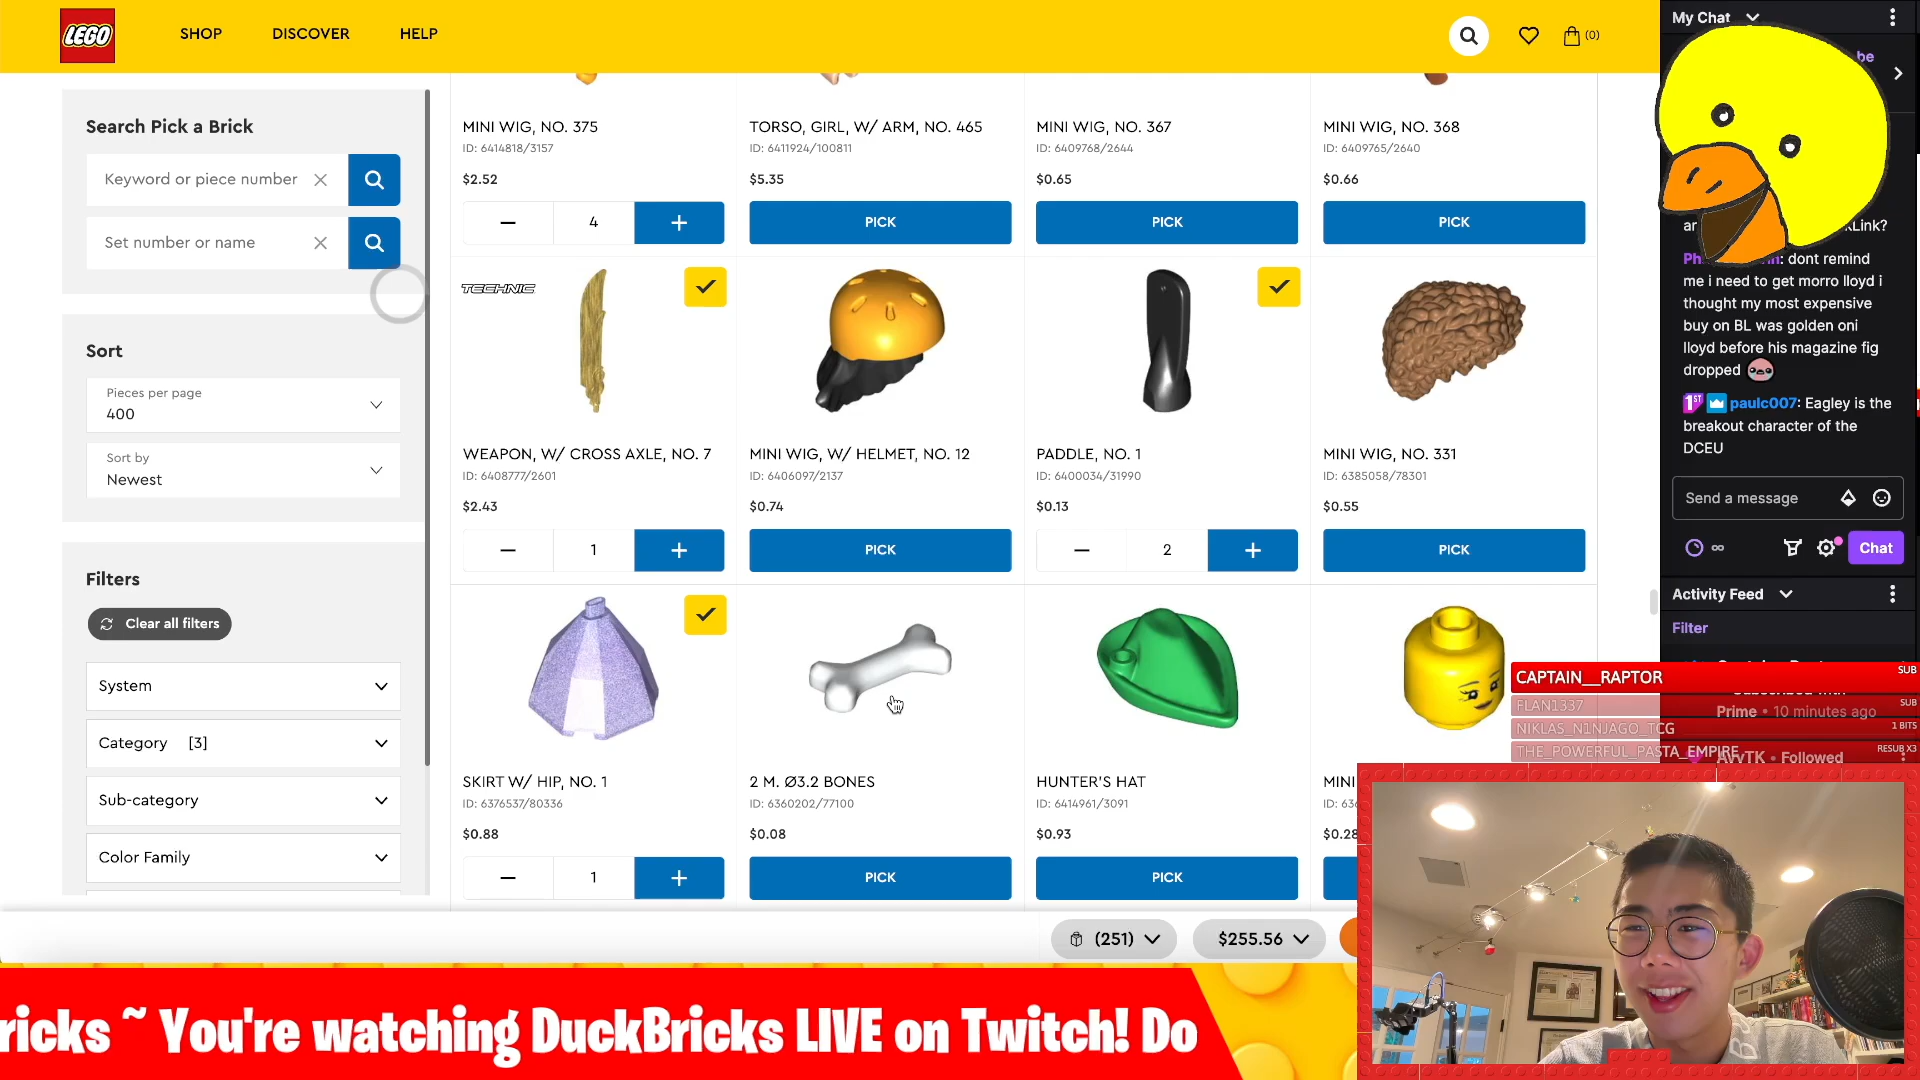 LEGO
SHOP
DISCOVER
HELP
(0)
Search Pick a Brick
Keyword or piece number
Set number or name
Sort
Pieces per page
400
Sort by
Newest
Filters
Clear all filters
System
Category [3]
Sub-category
Color Family
MINI WIG, NO. 375
ID: 6414818/3157
$2.52
4
TORSO, GIRL, W/ ARM, NO. 465
ID: 6411924/100811
$5.35
PICK
MINI WIG, NO. 367
ID: 6409768/2644
$0.65
PICK
MINI WIG, NO. 368
ID: 6409765/2640
$0.66
PICK
TECHNIC
WEAPON, W/ CROSS AXLE, NO. 7
ID: 6408777/2601
$2.43
1
MINI WIG, W/ HELMET, NO. 12
ID: 6406097/2137
$0.74
PICK
PADDLE, NO. 1
ID: 6400034/31990
$0.13
2
MINI WIG, NO. 331
ID: 6385058/78301
$0.55
PICK
SKIRT W/ HIP, NO. 1
ID: 6376537/80336
$0.88
1
2 M. Ø3.2 BONES
ID: 6360202/77100
$0.08
PICK
HUNTER'S HAT
ID: 6414961/3091
$0.93
PICK
MINI
ID: 636
$0.28
(251)
$255.56
ricks ~ You're watching DuckBricks LIVE on Twitch! Do
My Chat
be
kLink?
dont remind
me i need to get morro lloyd i
thought my most expensive
buy on BL was golden oni
lloyd before his magazine fig
dropped
1ST paulc007: Eagley is the
breakout character of the
DCEU
Send a message
Chat
Activity Feed
Filter
CAPTAIN__RAPTOR SUB
FLAN1337 SUB
Prime • 10 minutes ago
NIKLAS_N1NJAGO_TCG 1 BITS
THE_POWERFUL_PASTA_EMPIRE RESUB X3
AvyTK • Followed